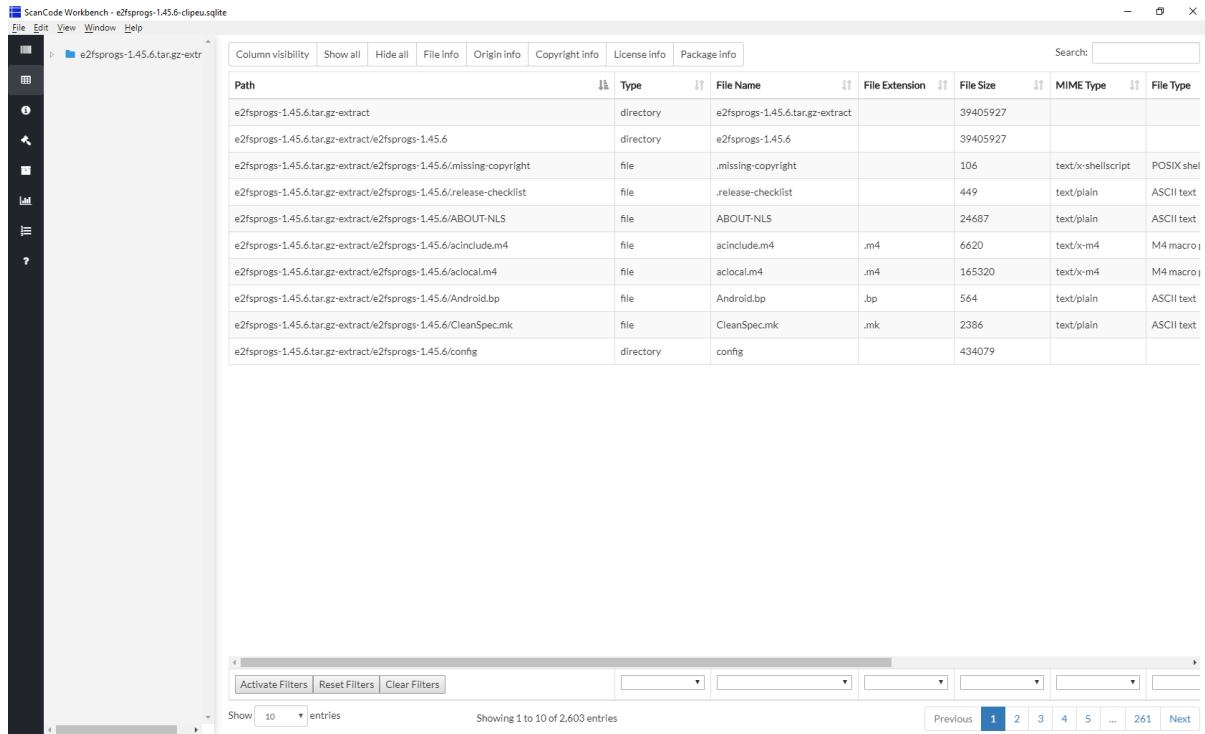 ScanCode Workbench - e2fsprogs-1.45.6-clipeu.sqlite
File Edit View Window Help
e2fsprogs-1.45.6.tar.gz-extr
Column visibility Show all Hide all File info Origin info Copyright info License info Package info Search:
Path Type File Name File Extension File Size MIME Type File Type
e2fsprogs-1.45.6.tar.gz-extract directory e2fsprogs-1.45.6.tar.gz-extract 39405927
e2fsprogs-1.45.6.tar.gz-extract/e2fsprogs-1.45.6 directory e2fsprogs-1.45.6 39405927
e2fsprogs-1.45.6.tar.gz-extract/e2fsprogs-1.45.6/.missing-copyright file .missing-copyright 106 text/x-shellscript POSIX shel
e2fsprogs-1.45.6.tar.gz-extract/e2fsprogs-1.45.6/.release-checklist file .release-checklist 449 text/plain ASCII text
e2fsprogs-1.45.6.tar.gz-extract/e2fsprogs-1.45.6/ABOUT-NLS file ABOUT-NLS 24687 text/plain ASCII text
e2fsprogs-1.45.6.tar.gz-extract/e2fsprogs-1.45.6/acinclude.m4 file acinclude.m4 .m4 6620 text/x-m4 M4 macro p
e2fsprogs-1.45.6.tar.gz-extract/e2fsprogs-1.45.6/aclocal.m4 file aclocal.m4 .m4 165320 text/x-m4 M4 macro p
e2fsprogs-1.45.6.tar.gz-extract/e2fsprogs-1.45.6/Android.bp file Android.bp .bp 564 text/plain ASCII text
e2fsprogs-1.45.6.tar.gz-extract/e2fsprogs-1.45.6/CleanSpec.mk file CleanSpec.mk .mk 2386 text/plain ASCII text
e2fsprogs-1.45.6.tar.gz-extract/e2fsprogs-1.45.6/config directory config 434079
Activate Filters Reset Filters Clear Filters
Show 10 entries Showing 1 to 10 of 2,603 entries Previous 1 2 3 4 5 ... 261 Next